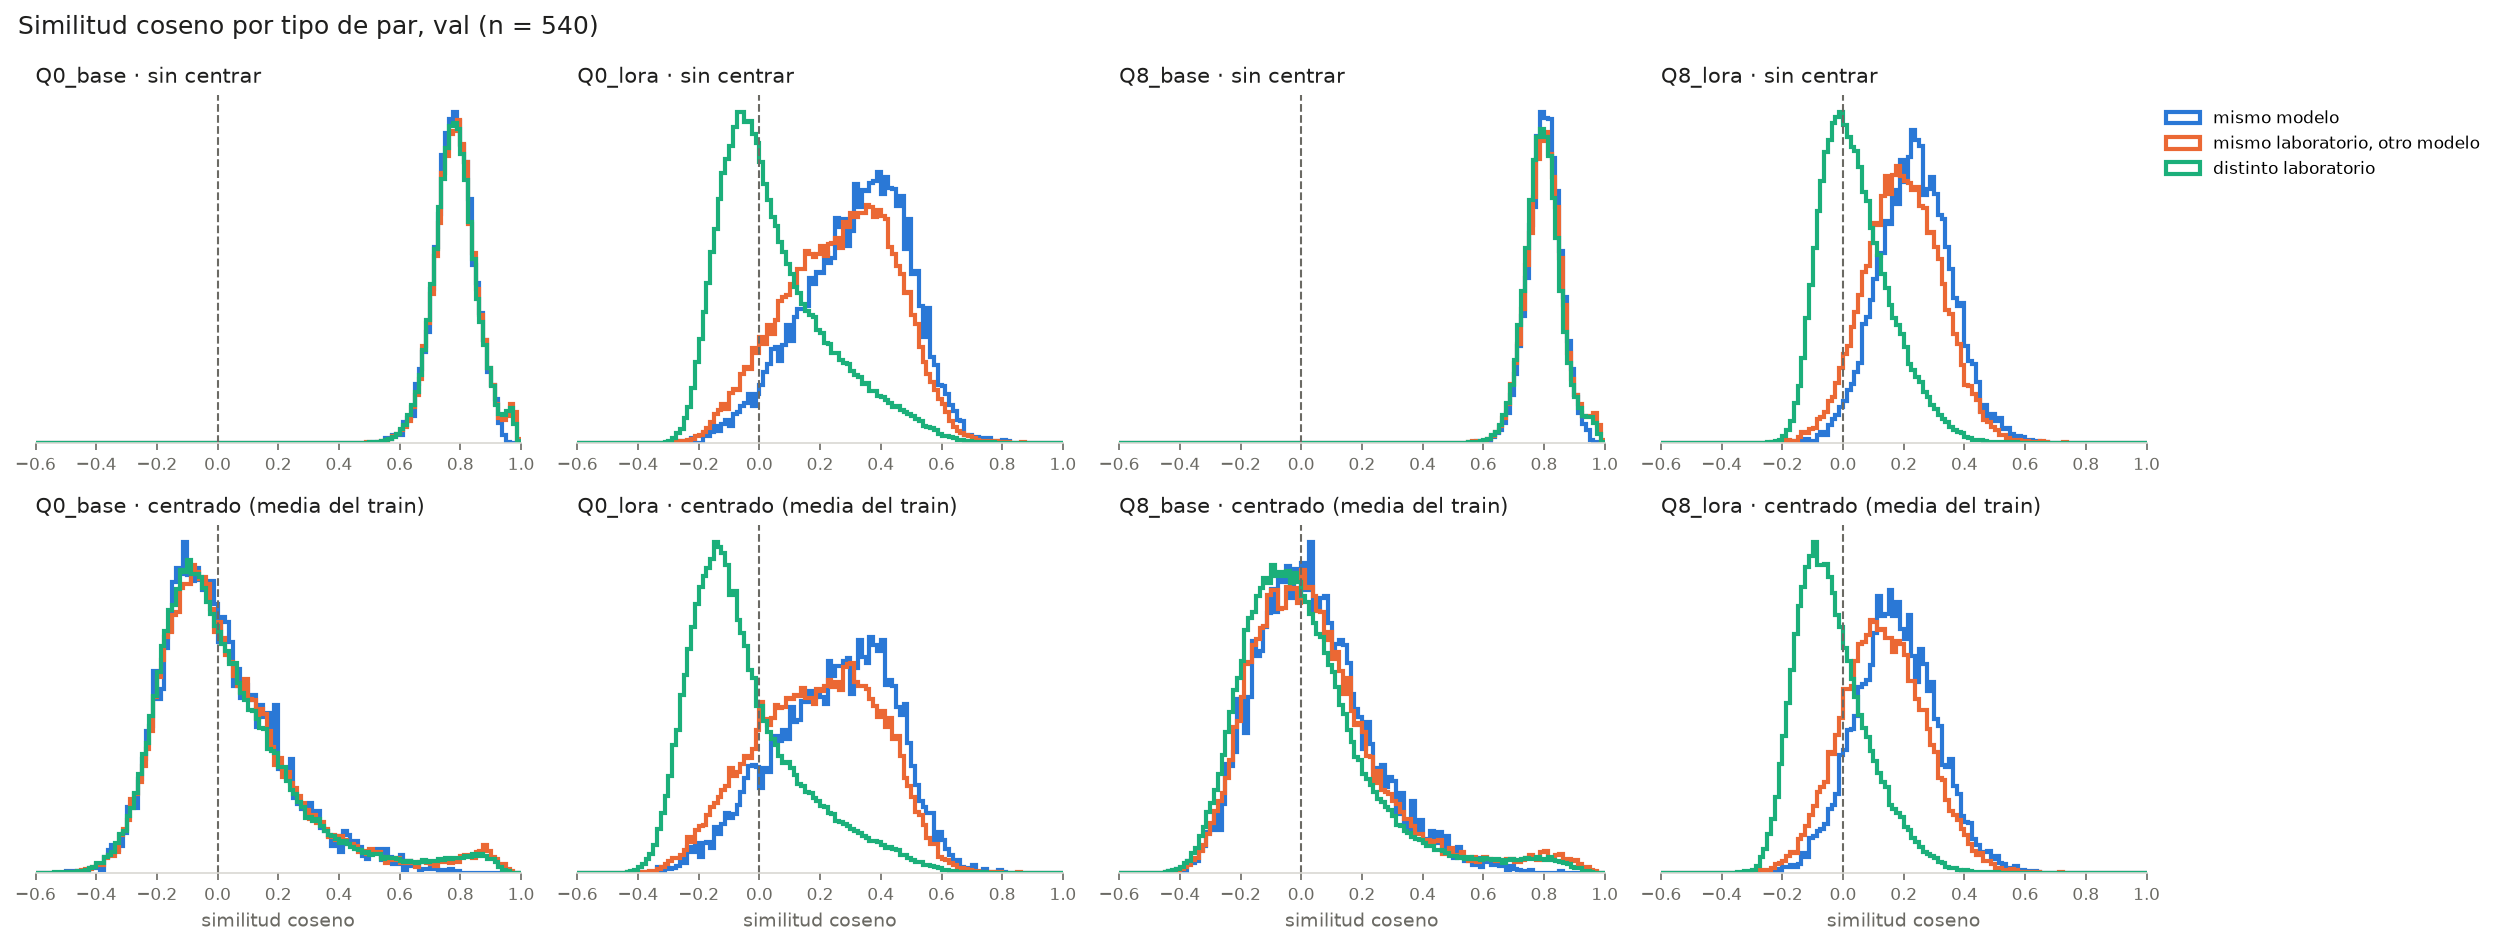 Similitud coseno por tipo de par, val (n = 540)
Q0_base · sin centrar
Q0_lora · sin centrar
Q8_base · sin centrar
Q8_lora · sin centrar
mismo modelo
mismo laboratorio, otro modelo
distinto laboratorio
−0.6 −0.4 −0.2 0.0 0.2 0.4 0.6 0.8 1.0
−0.6 −0.4 −0.2 0.0 0.2 0.4 0.6 0.8 1.0
−0.6 −0.4 −0.2 0.0 0.2 0.4 0.6 0.8 1.0
−0.6 −0.4 −0.2 0.0 0.2 0.4 0.6 0.8 1.0
Q0_base · centrado (media del train)
Q0_lora · centrado (media del train)
Q8_base · centrado (media del train)
Q8_lora · centrado (media del train)
−0.6 −0.4 −0.2 0.0 0.2 0.4 0.6 0.8 1.0
−0.6 −0.4 −0.2 0.0 0.2 0.4 0.6 0.8 1.0
−0.6 −0.4 −0.2 0.0 0.2 0.4 0.6 0.8 1.0
−0.6 −0.4 −0.2 0.0 0.2 0.4 0.6 0.8 1.0
similitud coseno
similitud coseno
similitud coseno
similitud coseno